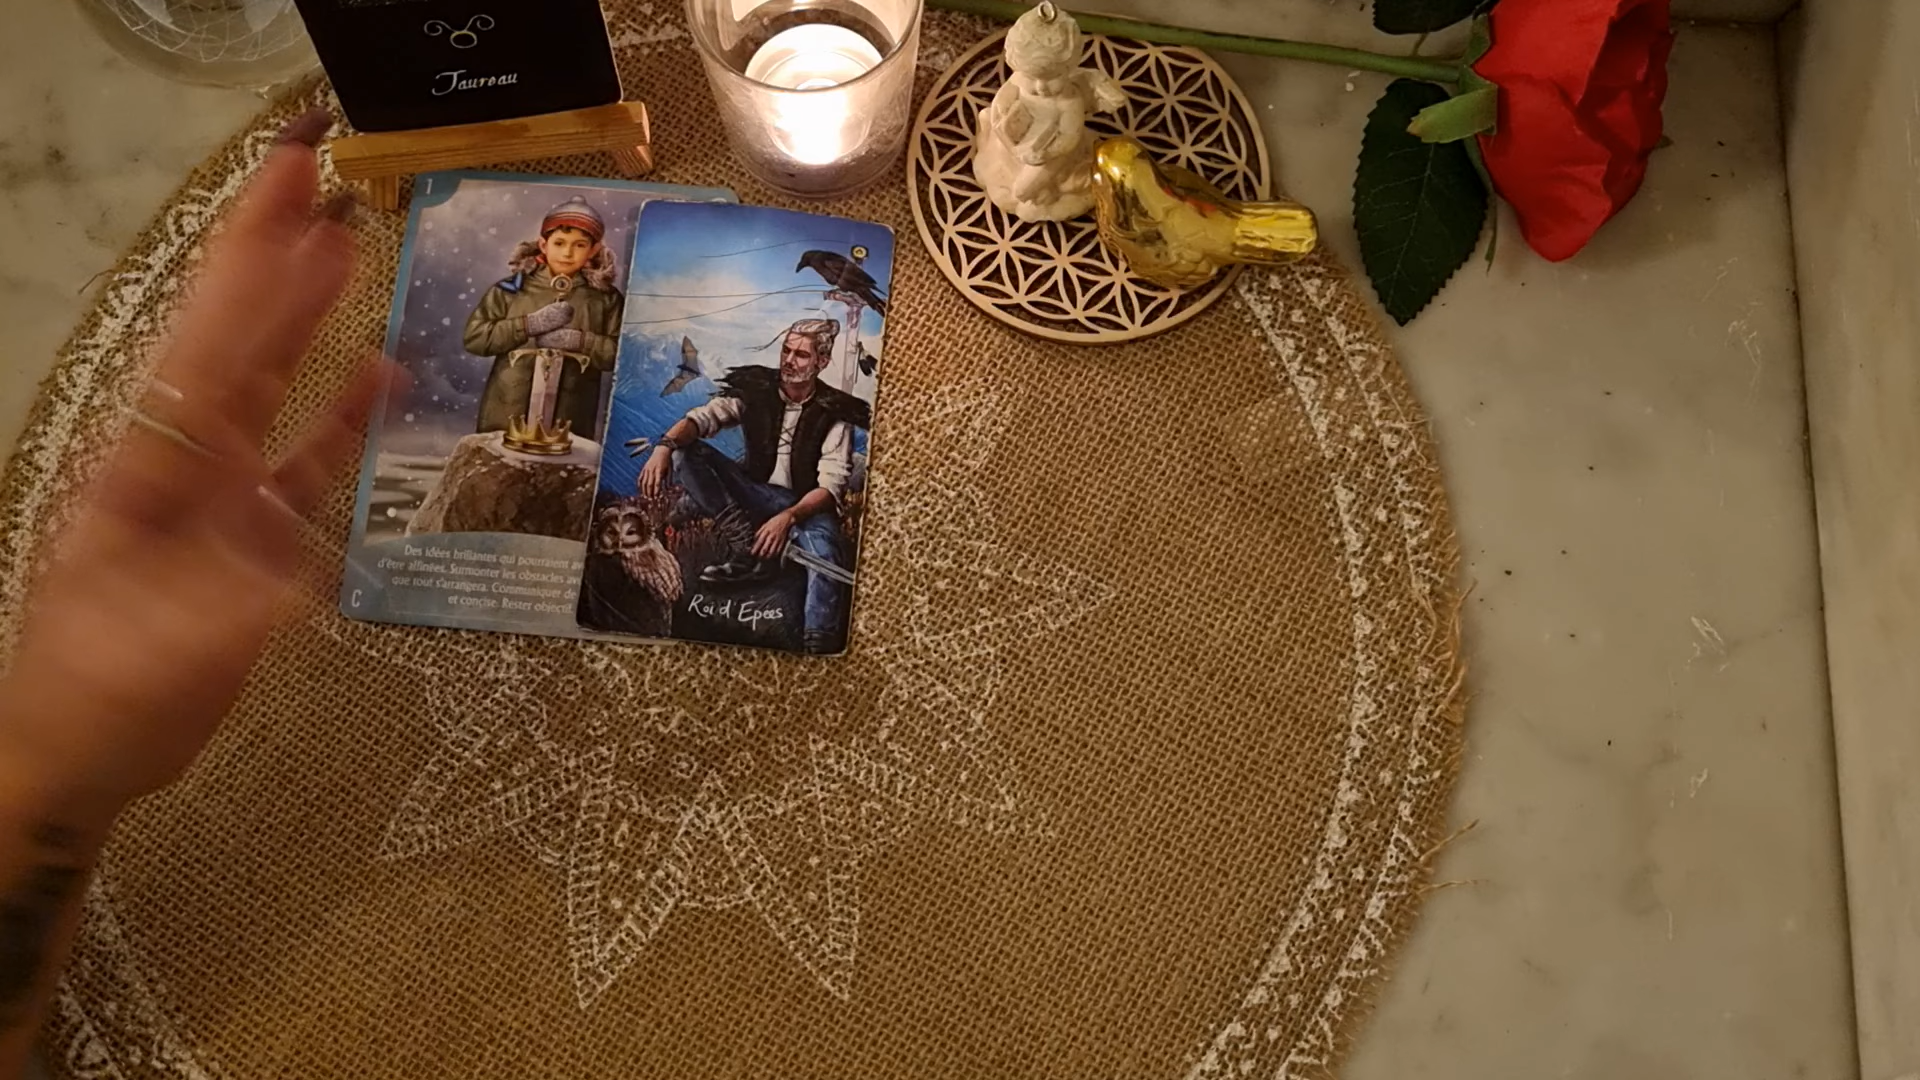 Taureau
1
Des idées brillantes qui pourraient
d'être affinées. Surmonter les obstacles
que tout s'arrangera. Communiquer de
et concise. Rester objectif.
C
Roi d'Epées